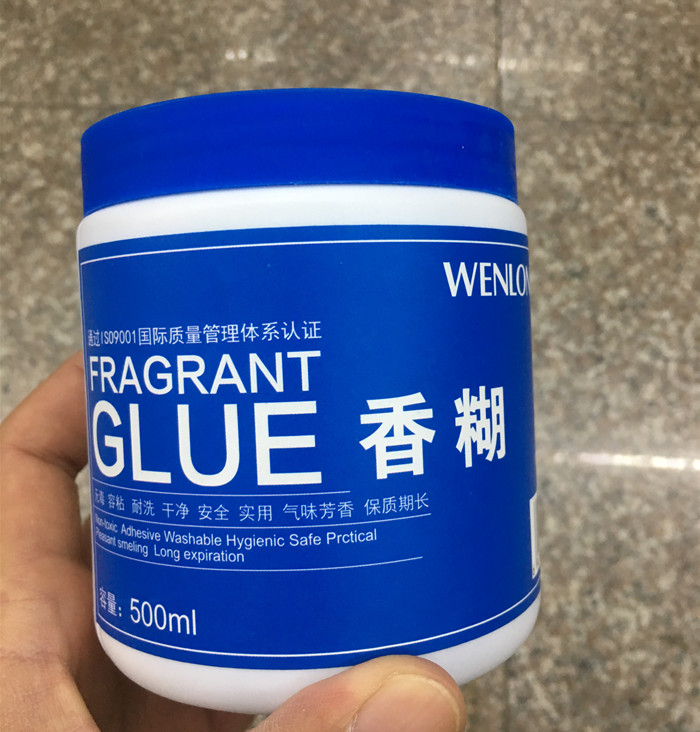 WENLON
通过ISO9001国际质量管理体系认证
FRAGRANT
GLUE 香糊
无毒 容粘 耐洗 干净 安全 实用 气味芳香 保质期长
Non-toxic Adhesive Washable Hygienic Safe Prctical
Pleasant smeling Long expiration
容量：500ml